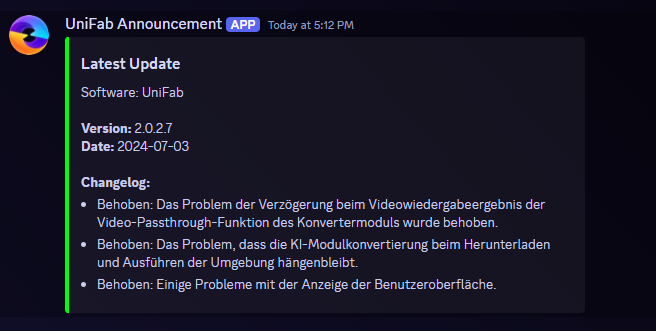 UniFab Announcement APP Today at 5:12 PM
Latest Update
Software: UniFab
Version: 2.0.2.7
Date: 2024-07-03
Changelog:
• Behoben: Das Problem der Verzögerung beim Videowiedergabeergebnis der
Video-Passthrough-Funktion des Konvertermoduls wurde behoben.
• Behoben: Das Problem, dass die KI-Modulkonvertierung beim Herunterladen
und Ausführen der Umgebung hängenbleibt.
• Behoben: Einige Probleme mit der Anzeige der Benutzeroberfläche.